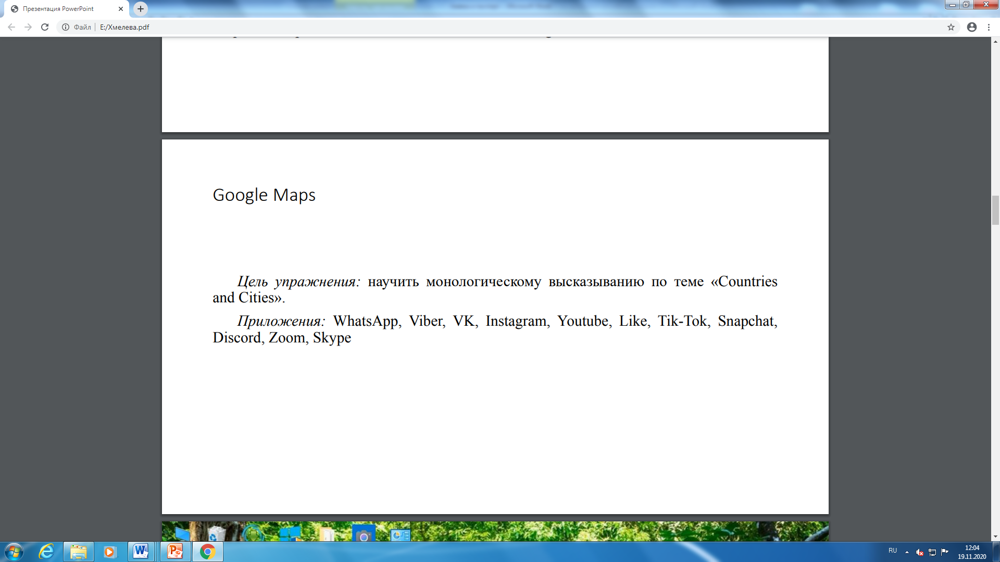 Презентация PowerPoint
Файл
E:/Хмелева.pdf
Google Maps
Цель упражнения: научить монологическому высказыванию по теме «Countries
and Cities».
Приложения: WhatsApp, Viber, VK, Instagram, Youtube, Like, Tik-Tok, Snapchat,
Discord, Zoom, Skype
RU
12:04
19.11.2020